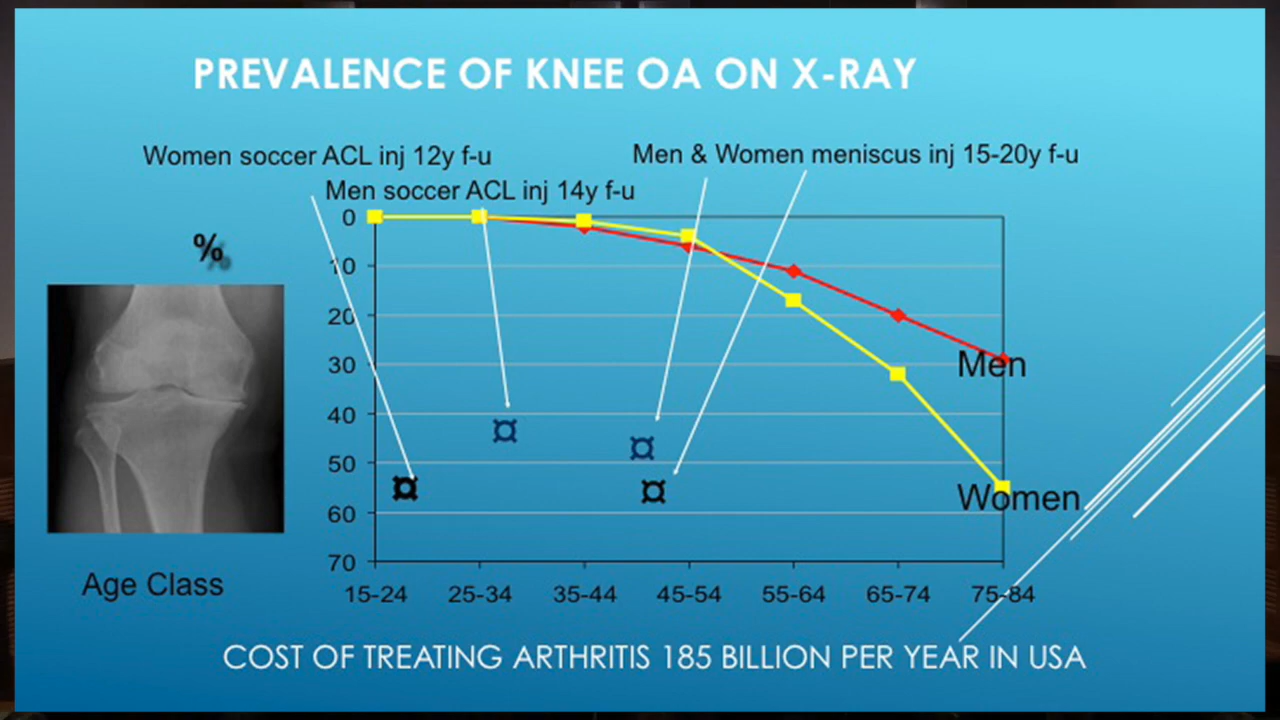 PREVALENCE OF KNEE OA ON X-RAY
Women soccer ACL inj 12y f-u
Men & Women meniscus inj 15-20y f-u
Men soccer ACL inj 14y f-u
%
0
10
20
30
40
50
60
70
Men
Women
Age Class
15-24 25-34 35-44 45-54 55-64 65-74 75-84
COST OF TREATING ARTHRITIS 185 BILLION PER YEAR IN USA